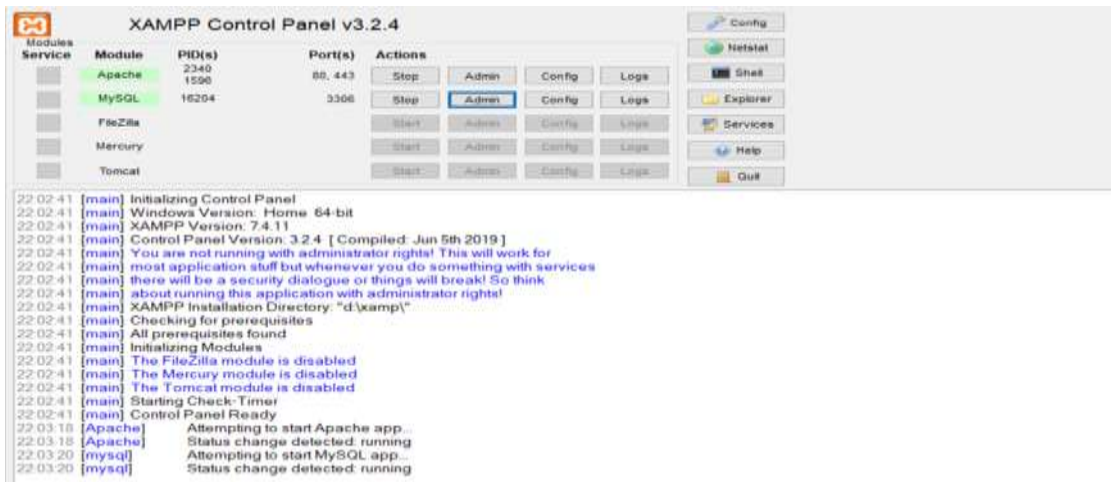 XAMPP Control Panel v3.2.4
Config
Modules
Netstat
Service Module PID(s) Port(s) Actions
Apache 2340 1596 80, 443 Stop Admin Config Logs
Shell
MySQL 16204 3306 Stop Admin Config Logs
Explorer
FileZilla Start Admin Config Logs
Services
Mercury Start Admin Config Logs
Help
Tomcat Start Admin Config Logs
Quit
22:02:41 [main] Initializing Control Panel
22:02:41 [main] Windows Version: Home 64-bit
22:02:41 [main] XAMPP Version: 7.4.11
22:02:41 [main] Control Panel Version: 3.2.4 [ Compiled: Jun 5th 2019 ]
22:02:41 [main] You are not running with administrator rights! This will work for
22:02:41 [main] most application stuff but whenever you do something with services
22:02:41 [main] there will be a security dialogue or things will break! So think
22:02:41 [main] about running this application with administrator rights!
22:02:41 [main] XAMPP Installation Directory: "d:\xamp\"
22:02:41 [main] Checking for prerequisites
22:02:41 [main] All prerequisites found
22:02:41 [main] Initializing Modules
22:02:41 [main] The FileZilla module is disabled
22:02:41 [main] The Mercury module is disabled
22:02:41 [main] The Tomcat module is disabled
22:02:41 [main] Starting Check-Timer
22:02:41 [main] Control Panel Ready
22:03:18 [Apache] Attempting to start Apache app...
22:03:18 [Apache] Status change detected: running
22:03:20 [mysql] Attempting to start MySQL app...
22:03:20 [mysql] Status change detected: running